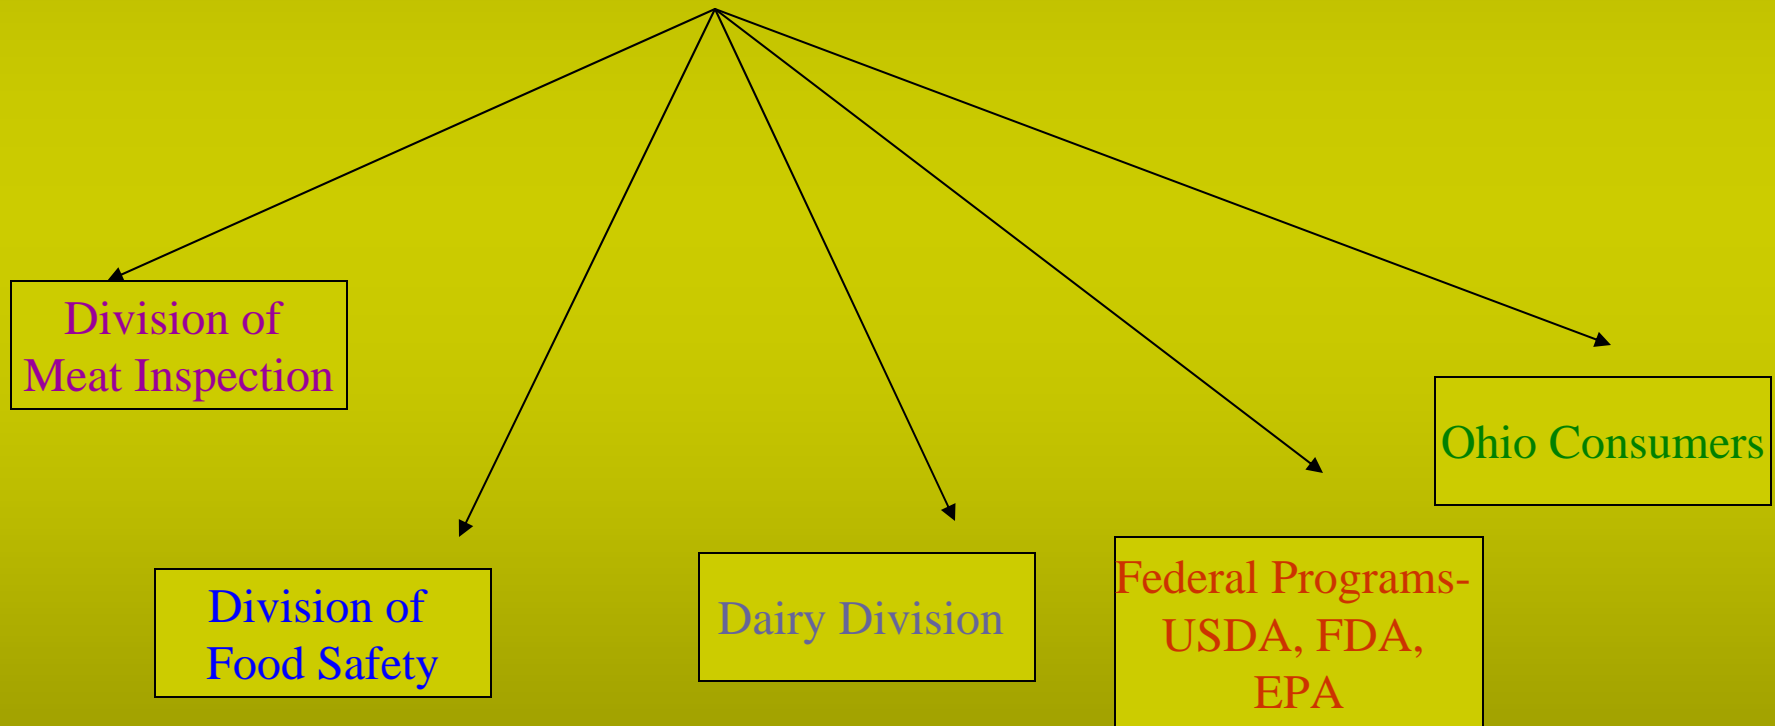 Division of
Meat Inspection
Division of
Food Safety
Dairy Division
Federal Programs-
USDA, FDA,
EPA
Ohio Consumers